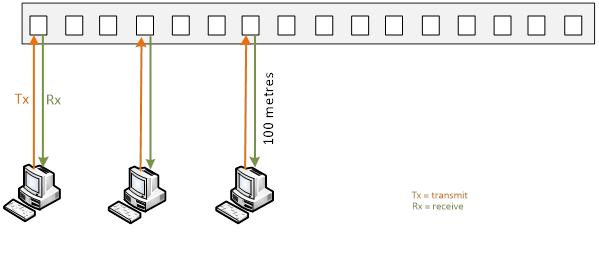 Tx
Rx
100 metres
Tx = transmit
Rx = receive